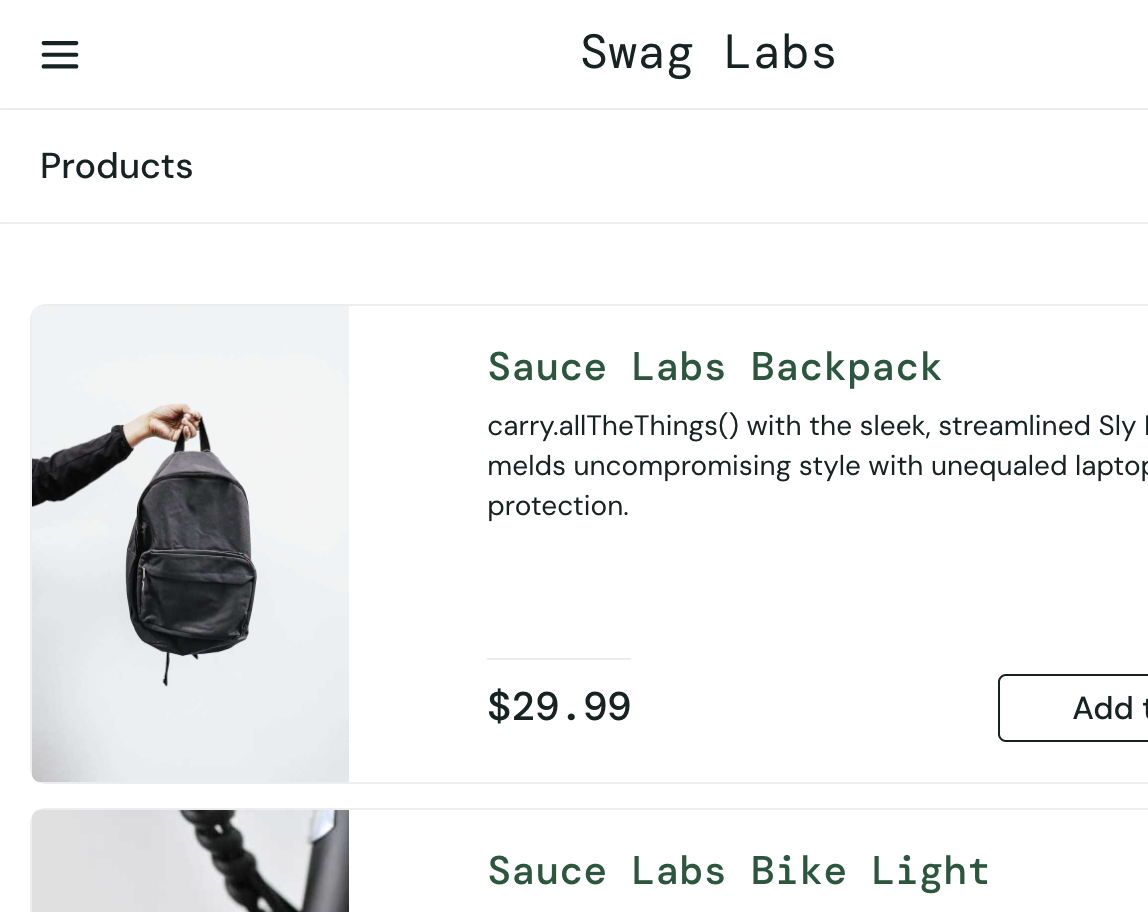 Swag Labs
Products
Sauce Labs Backpack
carry.allTheThings() with the sleek, streamlined Sly
melds uncompromising style with unequaled laptop
protection.
$29.99
Add
Sauce Labs Bike Light